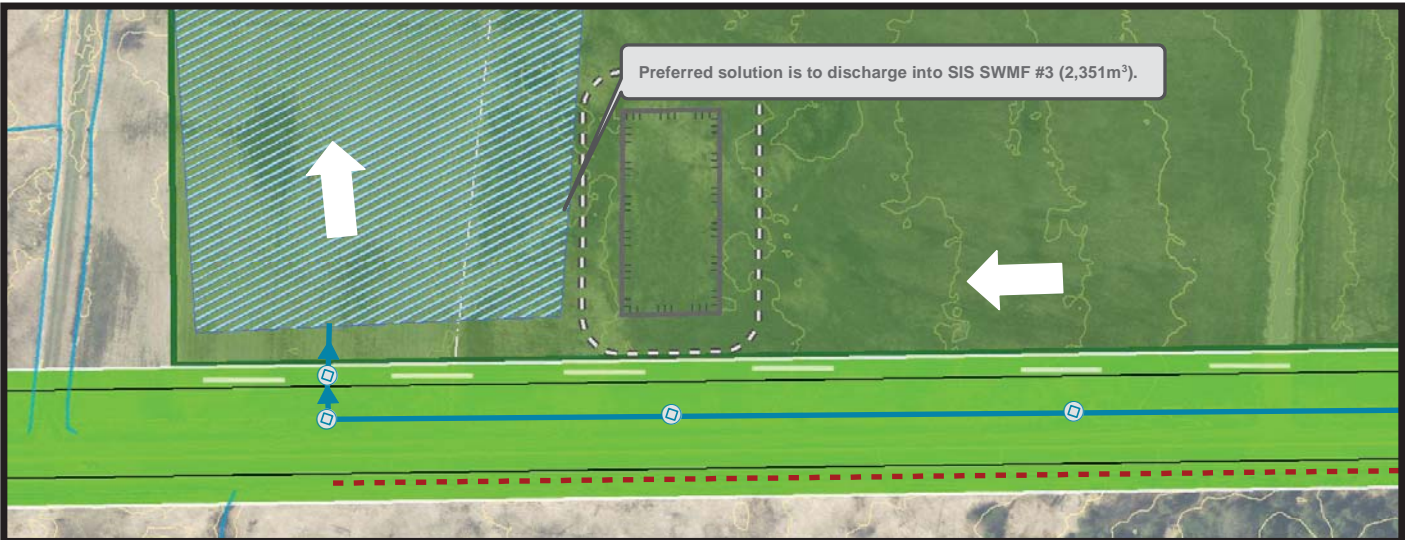 Preferred solution is to discharge into SIS SWMF #3 (2,351m³).